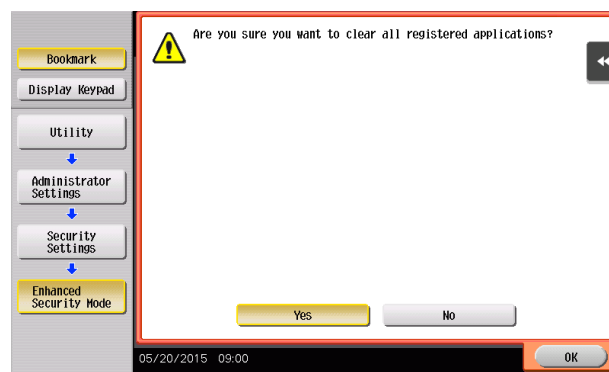 Are you sure you want to clear all registered applications?
Bookmark
Display Keypad
Utility
Administrator
Settings
Security
Settings
Enhanced
Security Mode
Yes
No
05/20/2015 09:00
OK